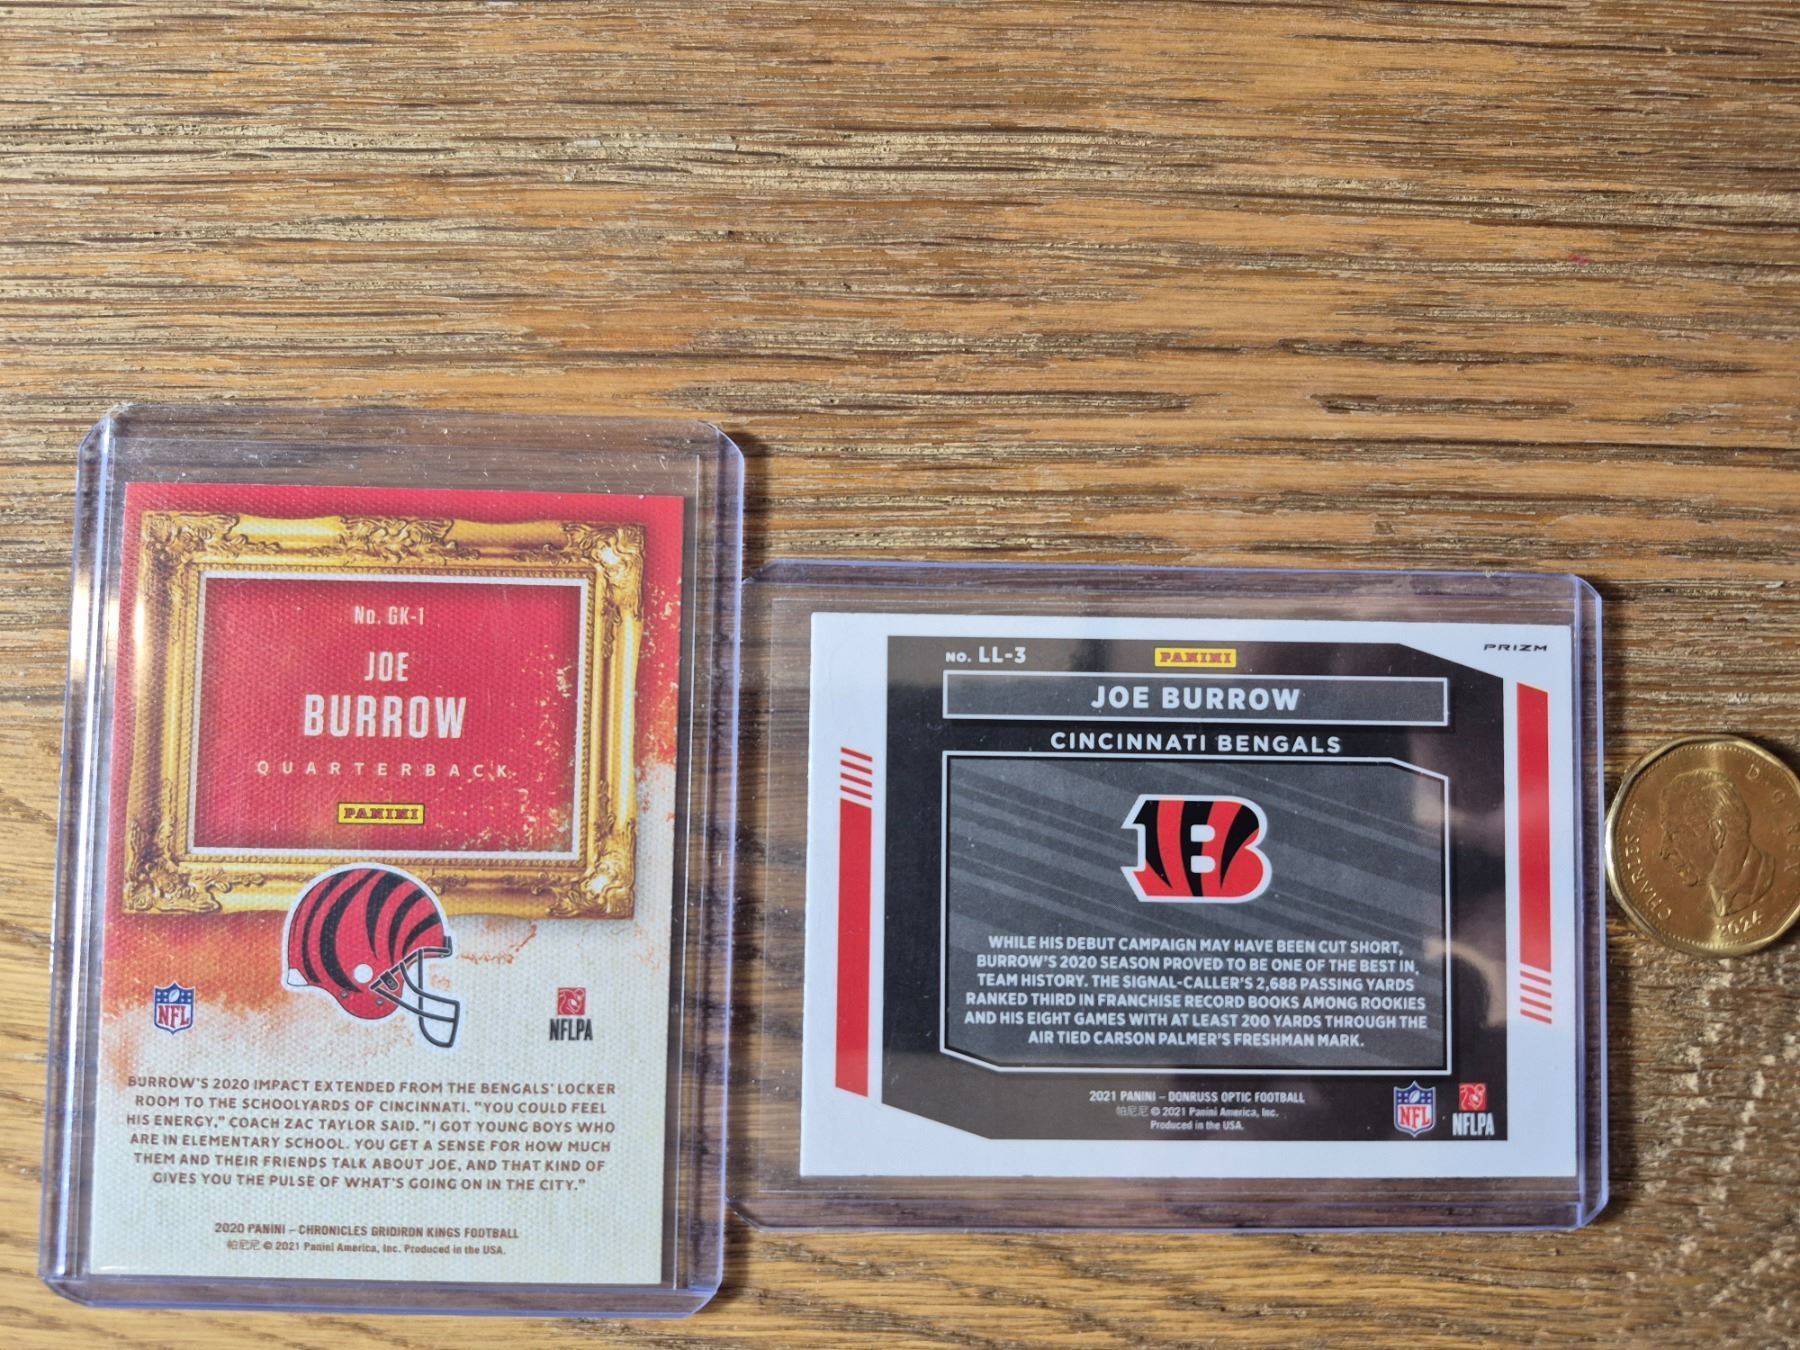 No. GK-1
JOE
BURROW
QUARTERBACK
PANINI
NFL
NFLPA
BURROW'S 2020 IMPACT EXTENDED FROM THE BENGALS' LOCKER
ROOM TO THE SCHOOLYARDS OF CINCINNATI. "YOU COULD FEEL
HIS ENERGY," COACH ZAC TAYLOR SAID. "I GOT YOUNG BOYS WHO
ARE IN ELEMENTARY SCHOOL. YOU GET A SENSE FOR HOW MUCH
THEM AND THEIR FRIENDS TALK ABOUT JOE, AND THAT KIND OF
GIVES YOU THE PULSE OF WHAT'S GOING ON IN THE CITY."
2020 PANINI – CHRONICLES GRIDIRON KINGS FOOTBALL
帕尼尼 © 2021 Panini America, Inc. Produced in the USA.
NO. LL-3
PANINI
PRIZM
JOE BURROW
CINCINNATI BENGALS
B
WHILE HIS DEBUT CAMPAIGN MAY HAVE BEEN CUT SHORT,
BURROW'S 2020 SEASON PROVED TO BE ONE OF THE BEST IN
TEAM HISTORY. THE SIGNAL-CALLER'S 2,688 PASSING YARDS
RANKED THIRD IN FRANCHISE RECORD BOOKS AMONG ROOKIES
AND HIS EIGHT GAMES WITH AT LEAST 200 YARDS THROUGH THE
AIR TIED CARSON PALMER'S FRESHMAN MARK.
2021 PANINI – DONRUSS OPTIC FOOTBALL
帕尼尼 © 2021 Panini America, Inc.
Produced in the USA.
NFL
NFLPA
CHARLES III
2024